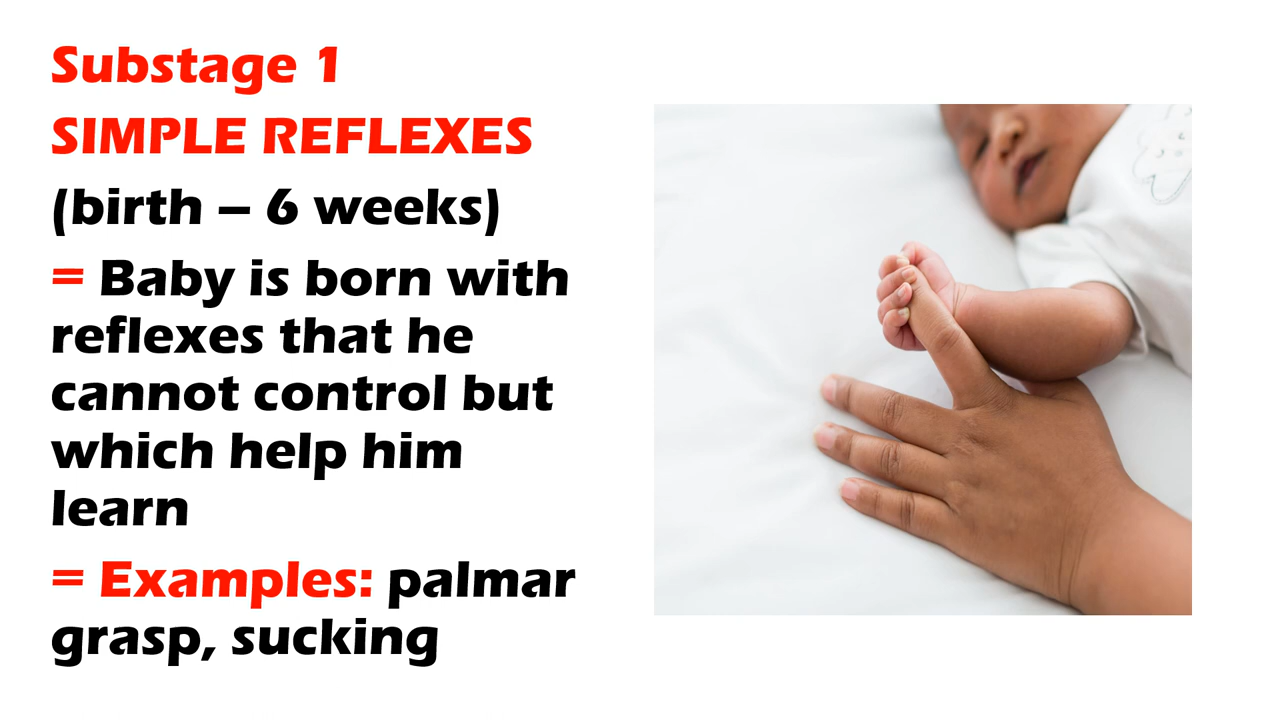 Substage 1
SIMPLE REFLEXES
(birth – 6 weeks)
= Baby is born with
reflexes that he
cannot control but
which help him
learn
= Examples: palmar
grasp, sucking